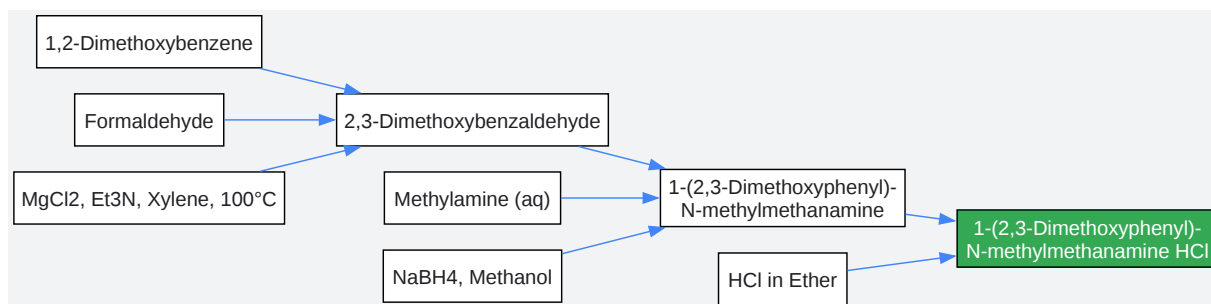 1,2-Dimethoxybenzene
Formaldehyde
2,3-Dimethoxybenzaldehyde
MgCl2, Et3N, Xylene, 100°C
Methylamine (aq)
1-(2,3-Dimethoxyphenyl)-
N-methylmethanamine
NaBH4, Methanol
HCl in Ether
1-(2,3-Dimethoxyphenyl)-
N-methylmethanamine HCl